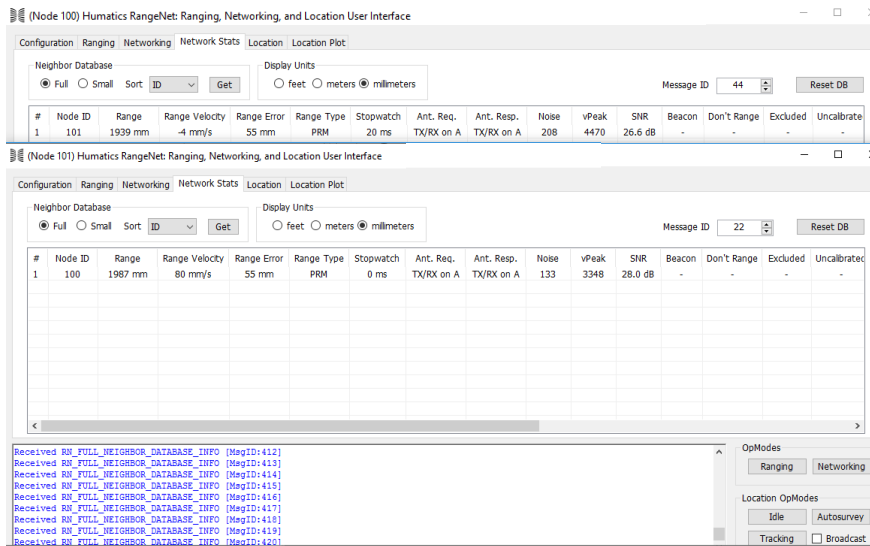 (Node 100) Humatics RangeNet: Ranging, Networking, and Location User Interface
Configuration Ranging Networking Network Stats Location Location Plot
Neighbor Database Display Units
Full Small Sort ID Get feet meters milimeters Message ID 44 Reset DB
# Node ID Range Range Velocity Range Error Range Type Stopwatch Ant. Req. Ant. Resp. Noise vPeak SNR Beacon Don't Range Excluded Uncalibrate
1 101 1939 mm -4 mm/s 55 mm PRM 20 ms TX/RX on A TX/RX on A 208 4470 26.6 dB - - - -
(Node 101) Humatics RangeNet: Ranging, Networking, and Location User Interface
Configuration Ranging Networking Network Stats Location Location Plot
Neighbor Database Display Units
Full Small Sort ID Get feet meters milimeters Message ID 22 Reset DB
# Node ID Range Range Velocity Range Error Range Type Stopwatch Ant. Req. Ant. Resp. Noise vPeak SNR Beacon Don't Range Excluded Uncalibrated
1 100 1987 mm 80 mm/s 55 mm PRM 0 ms TX/RX on A TX/RX on A 133 3348 28.0 dB - - - -
Received RN_FULL_NEIGHBOR_DATABASE_INFO [MsgID:412]
Received RN_FULL_NEIGHBOR_DATABASE_INFO [MsgID:413]
Received RN_FULL_NEIGHBOR_DATABASE_INFO [MsgID:414]
Received RN_FULL_NEIGHBOR_DATABASE_INFO [MsgID:415]
Received RN_FULL_NEIGHBOR_DATABASE_INFO [MsgID:416]
Received RN_FULL_NEIGHBOR_DATABASE_INFO [MsgID:417]
Received RN_FULL_NEIGHBOR_DATABASE_INFO [MsgID:418]
Received RN_FULL_NEIGHBOR_DATABASE_INFO [MsgID:419]
Received RN_FULL_NEIGHBOR_DATABASE_INFO [MsgID:420]
OpModes
Ranging Networking
Location OpModes
Idle Autosurvey
Tracking Broadcast